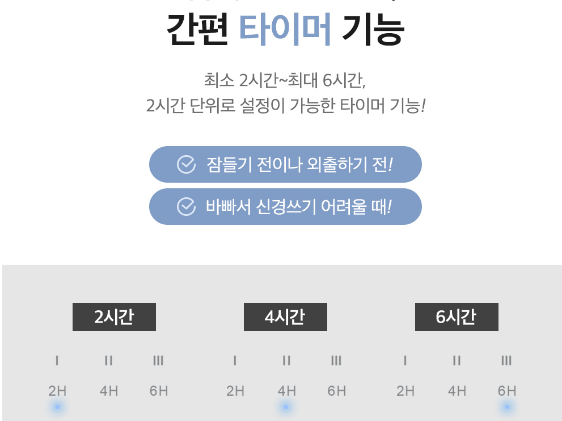 간편 타이머 기능
최소 2시간~최대 6시간,
2시간 단위로 설정이 가능한 타이머 기능!
잠들기 전이나 외출하기 전!
바빠서 신경쓰기 어려울 때!
2시간 4시간 6시간
I II III I II III I II III
2H 4H 6H 2H 4H 6H 2H 4H 6H